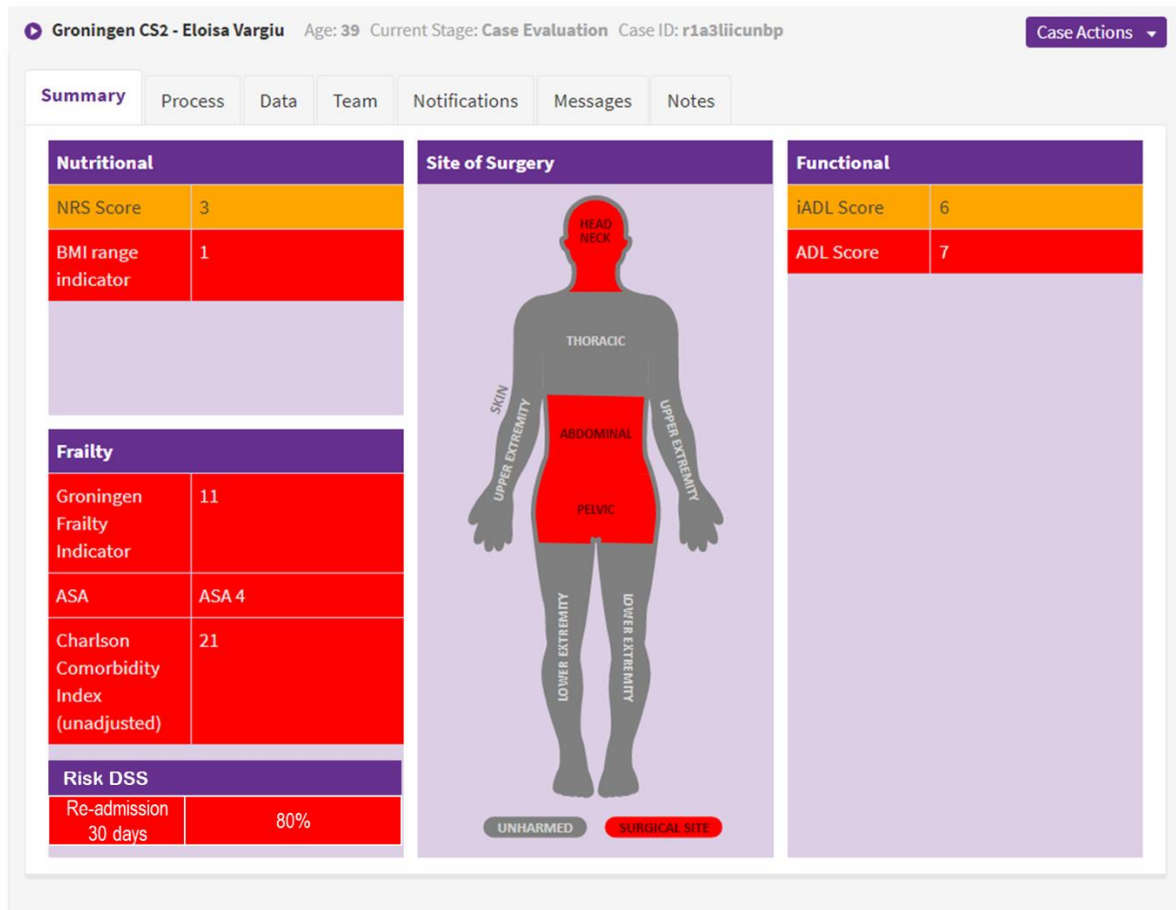 Groningen CS2 - Eloisa Vargiu Age: 39 Current Stage: Case Evaluation Case ID: r1a3liicunbp
Case Actions
Summary Process Data Team Notifications Messages Notes
Nutritional
NRS Score 3
BMI range
indicator 1
Frailty
Groningen
Frailty
Indicator 11
ASA ASA 4
Charlson
Comorbidity
Index
(unadjusted) 21
Risk DSS
Re-admission
30 days 80%
Site of Surgery
HEAD
NECK
THORACIC
SKIN
UPPER EXTREMITY
UPPER EXTREMITY
ABDOMINAL
PELVIC
LOWER EXTREMITY
LOWER EXTREMITY
UNHARMED SURGICAL SITE
Functional
iADL Score 6
ADL Score 7